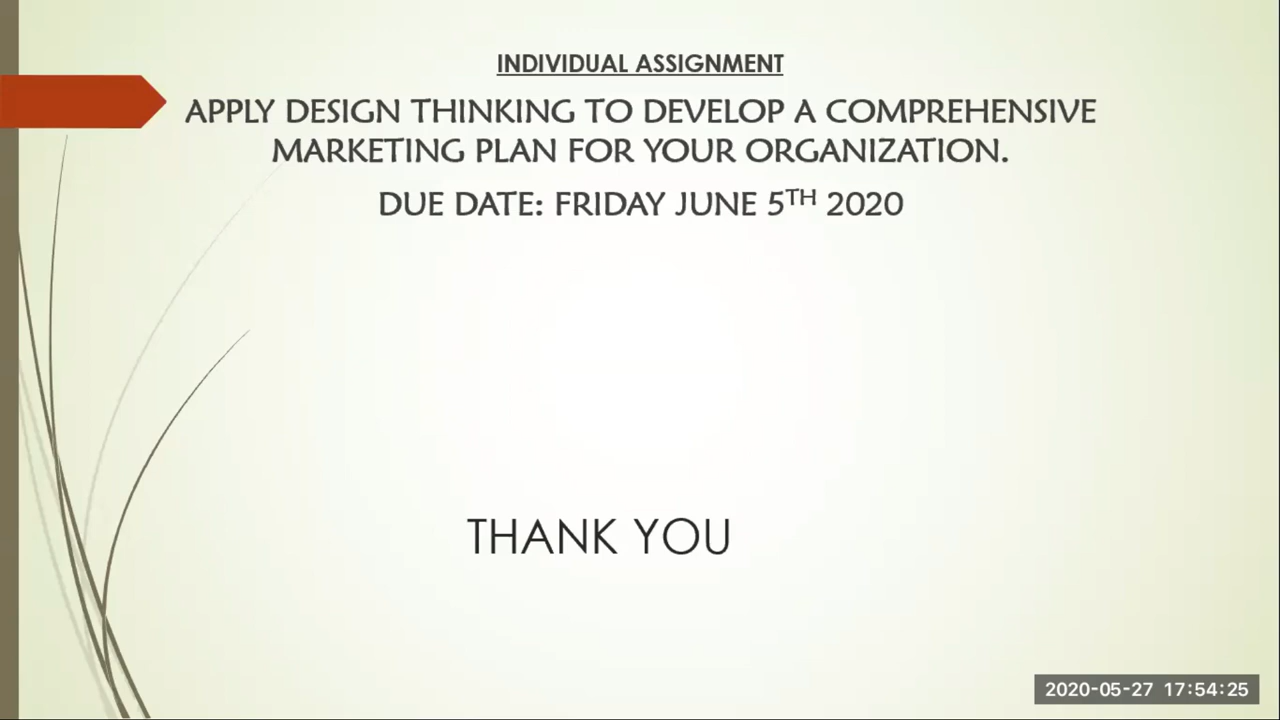 INDIVIDUAL ASSIGNMENT
APPLY DESIGN THINKING TO DEVELOP A COMPREHENSIVE
MARKETING PLAN FOR YOUR ORGANIZATION.
DUE DATE: FRIDAY JUNE 5TH 2020
THANK YOU
2020-05-27 17:54:25